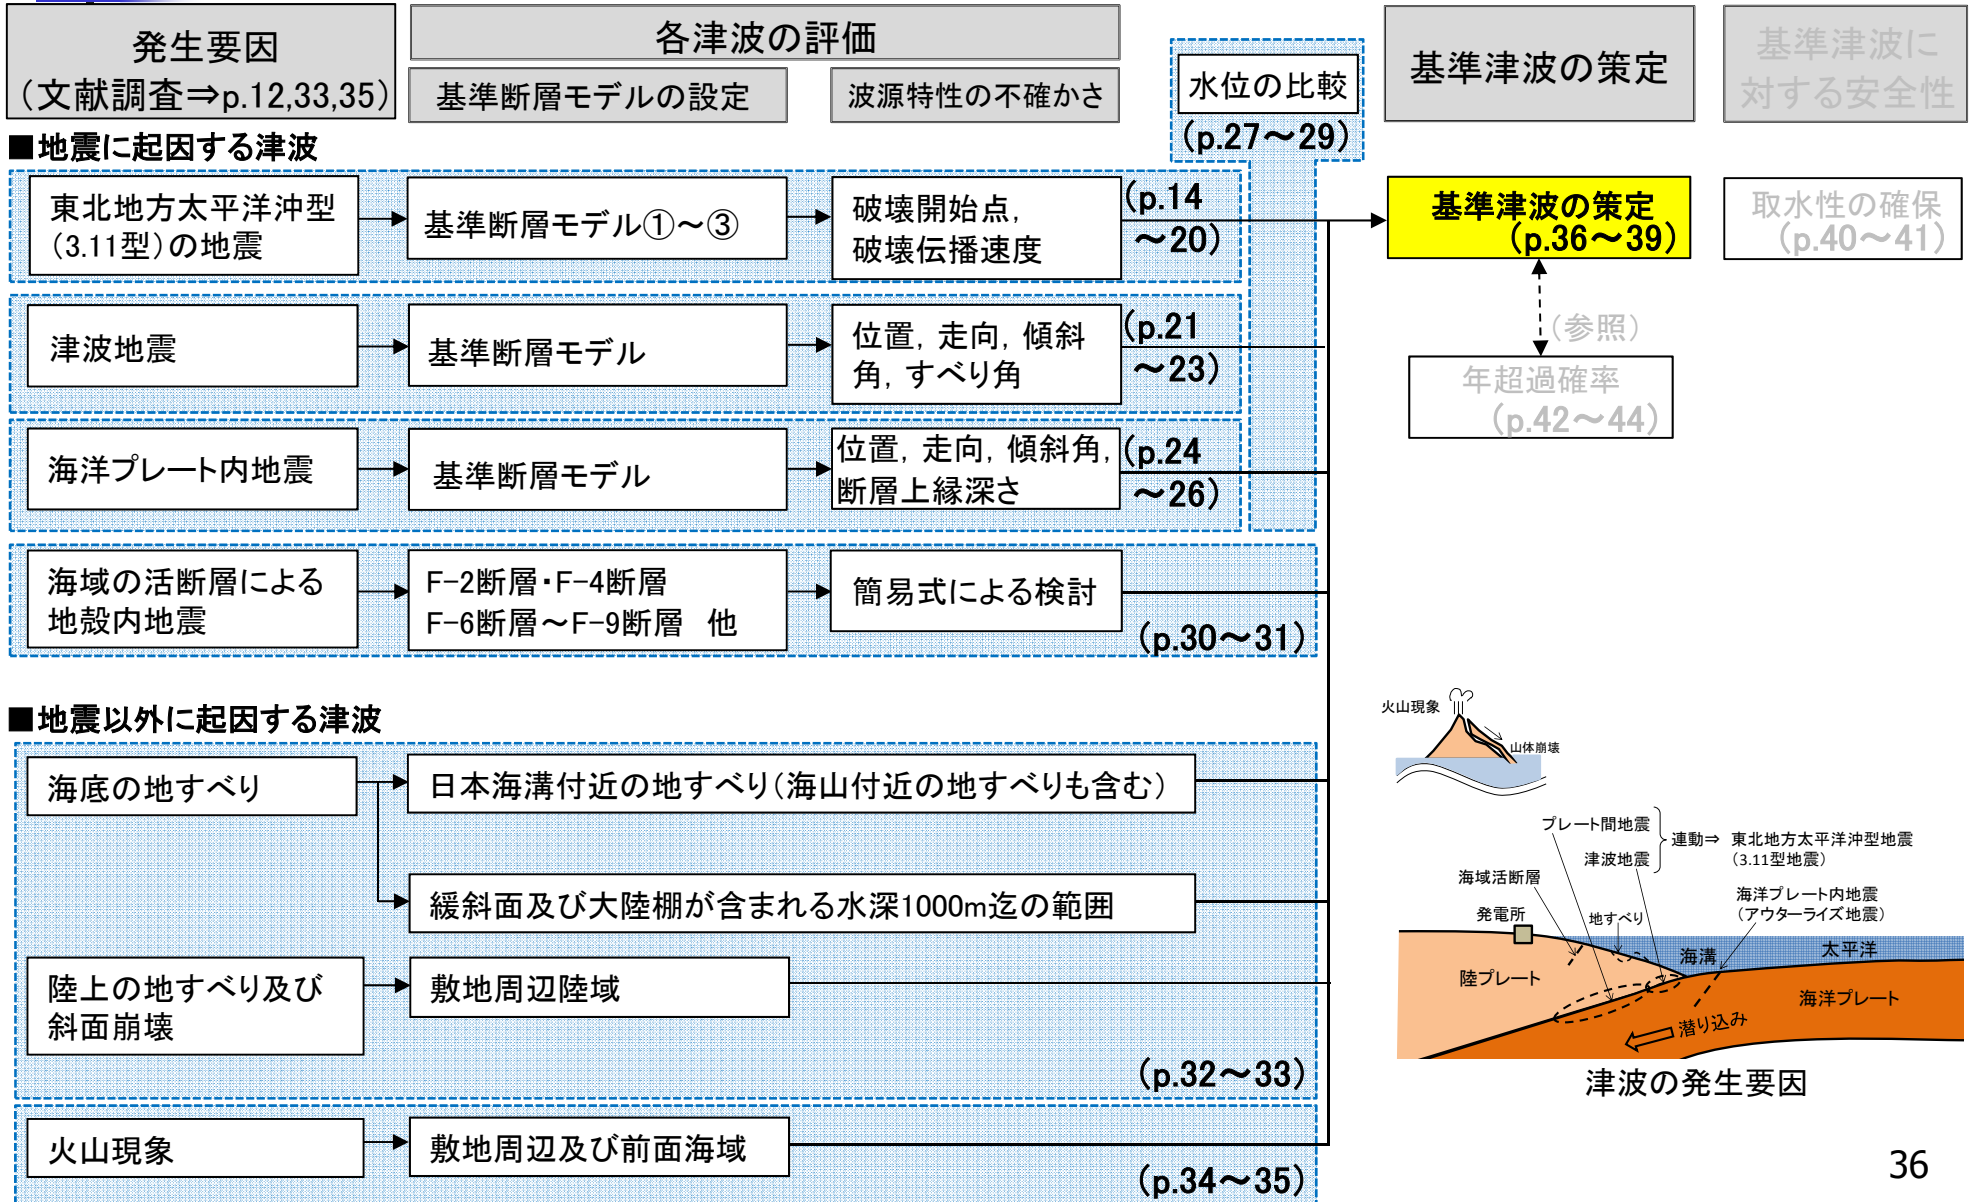 発生要因
（文献調査⇒p.12,33,35）
各津波の評価
基準断層モデルの設定
波源特性の不確かさ
水位の比較
（p.27～29）
基準津波の策定
基準津波に
対する安全性
■地震に起因する津波
東北地方太平洋沖型
（3.11型）の地震
基準断層モデル①～③
破壊開始点，
破壊伝播速度
（p.14
～20）
基準津波の策定
（p.36～39）
取水性の確保
（p.40～41）
津波地震
基準断層モデル
位置，走向，傾斜
角，すべり角
（p.21
～23）
（参照）
年超過確率
（p.42～44）
海洋プレート内地震
基準断層モデル
位置，走向，傾斜角，
断層上縁深さ
（p.24
～26）
海域の活断層による
地殻内地震
F-2断層・F-4断層
F-6断層～F-9断層　他
簡易式による検討
（p.30～31）
■地震以外に起因する津波
海底の地すべり
日本海溝付近の地すべり（海山付近の地すべりも含む）
緩斜面及び大陸棚が含まれる水深1000m迄の範囲
陸上の地すべり及び
斜面崩壊
敷地周辺陸域
（p.32～33）
火山現象
敷地周辺及び前面海域
（p.34～35）
火山現象
山体崩壊
プレート間地震
津波地震
連動⇒ 東北地方太平洋沖型地震
（3.11型地震）
海域活断層
海洋プレート内地震
（アウターライズ地震）
発電所
地すべり
海溝
太平洋
陸プレート
海洋プレート
潜り込み
津波の発生要因
36